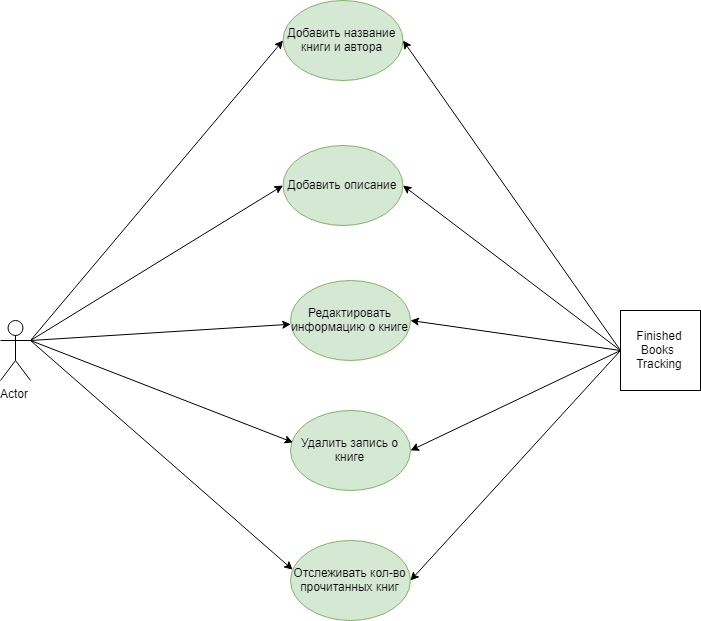 Добавить название
книги и автора
Добавить описание
Редактировать
информацию о книге
Actor
Finished
Books
Tracking
Удалить запись о
книге
Отслеживать кол-во
прочитанных книг